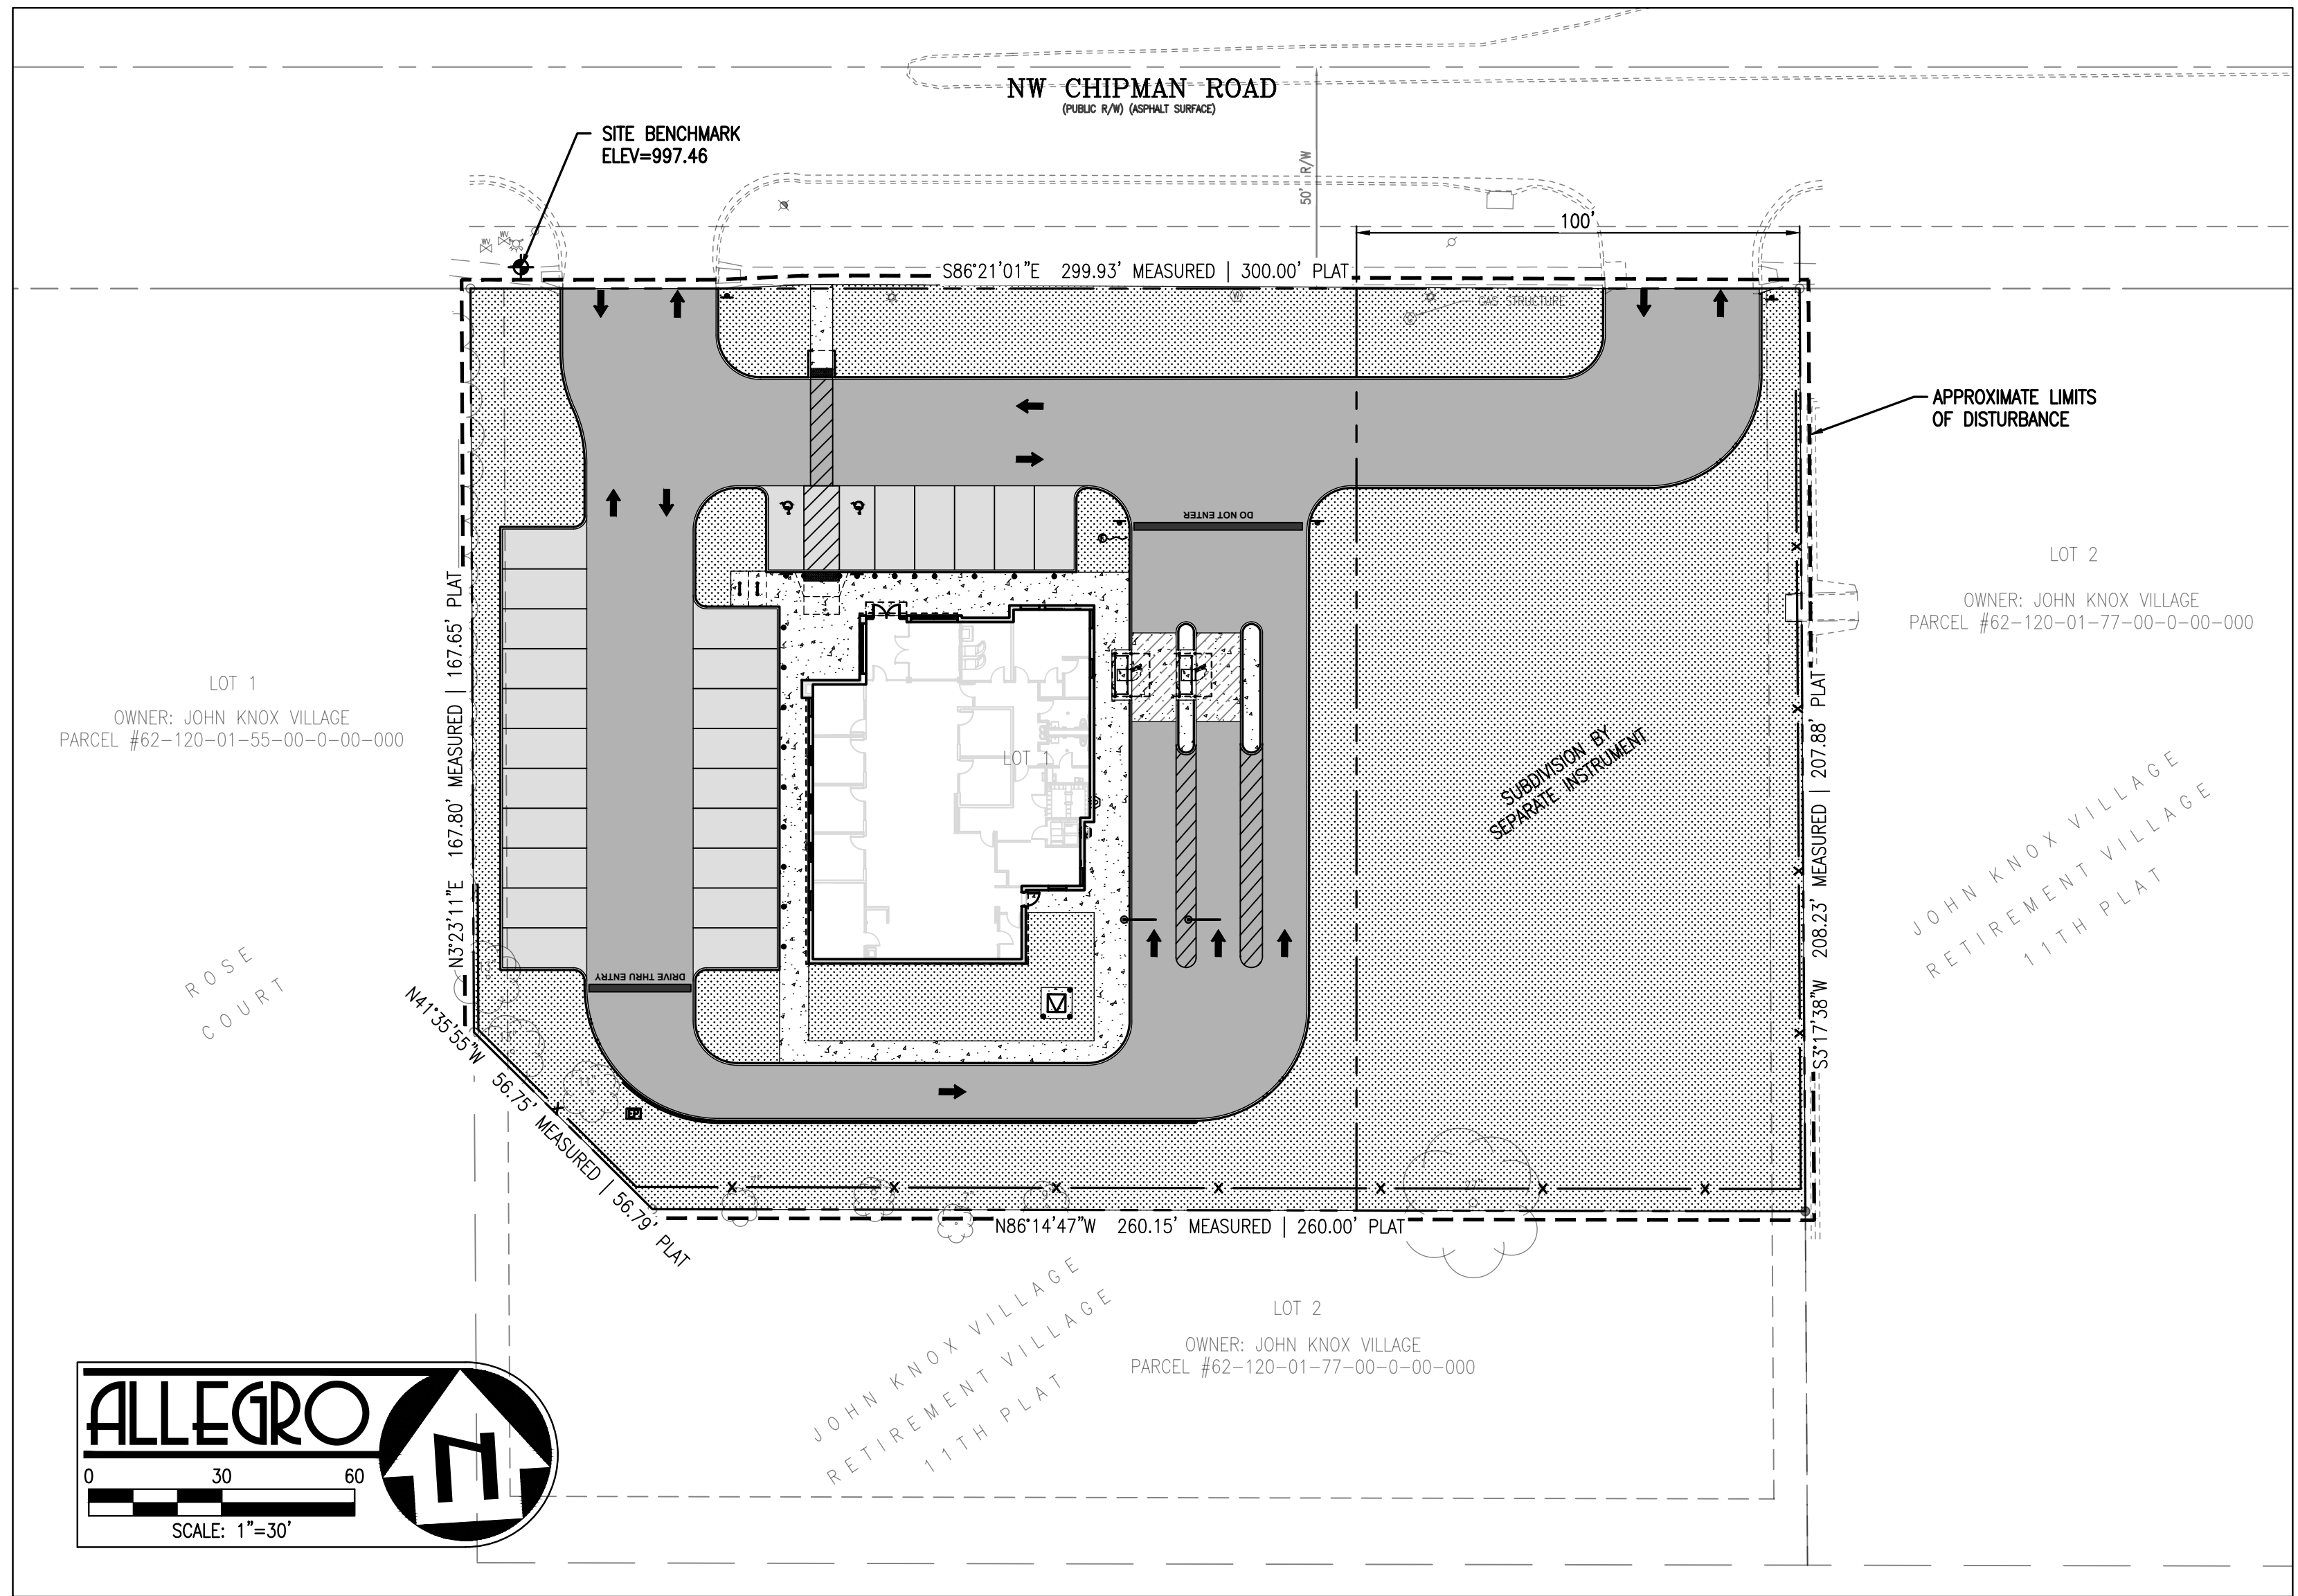 NW CHIPMAN ROAD
(PUBLIC R/W) (ASPHALT SURFACE)
SITE BENCHMARK
ELEV=997.46
50' R/W
100'
WV
WV
S86°21'01"E 299.93' MEASURED | 300.00' PLAT
GAS STRUCTURE
APPROXIMATE LIMITS
OF DISTURBANCE
DO NOT ENTER
LOT 2
OWNER: JOHN KNOX VILLAGE
PARCEL #62-120-01-77-00-0-00-000
LOT 1
OWNER: JOHN KNOX VILLAGE
PARCEL #62-120-01-55-00-0-00-000
N3°23'11"E 167.80' MEASURED | 167.65' PLAT
LOT 1
SUBDIVISION BY
SEPARATE INSTRUMENT
S3°17'38"W 208.23' MEASURED | 207.88' PLAT
JOHN KNOX VILLAGE
RETIREMENT VILLAGE
11TH PLAT
ROSE
COURT
DRIVE THRU ENTRY
N41°35'55"W 56.75' MEASURED | 56.79' PLAT
N86°14'47"W 260.15' MEASURED | 260.00' PLAT
JOHN KNOX VILLAGE
RETIREMENT VILLAGE
11TH PLAT
LOT 2
OWNER: JOHN KNOX VILLAGE
PARCEL #62-120-01-77-00-0-00-000
ALLEGRO
N
0 30 60
SCALE: 1"=30'